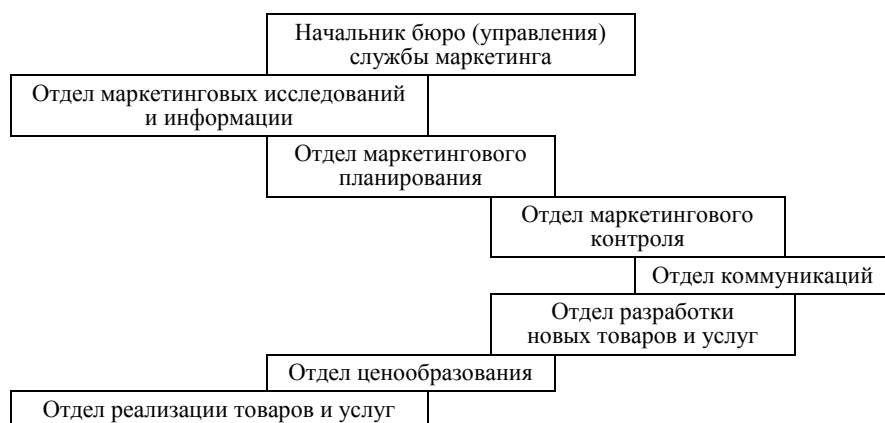 Начальник бюро (управления)
службы маркетинга
Отдел маркетинговых исследований
и информации
Отдел маркетингового
планирования
Отдел маркетингового
контроля
Отдел коммуникаций
Отдел разработки
новых товаров и услуг
Отдел ценообразования
Отдел реализации товаров и услуг